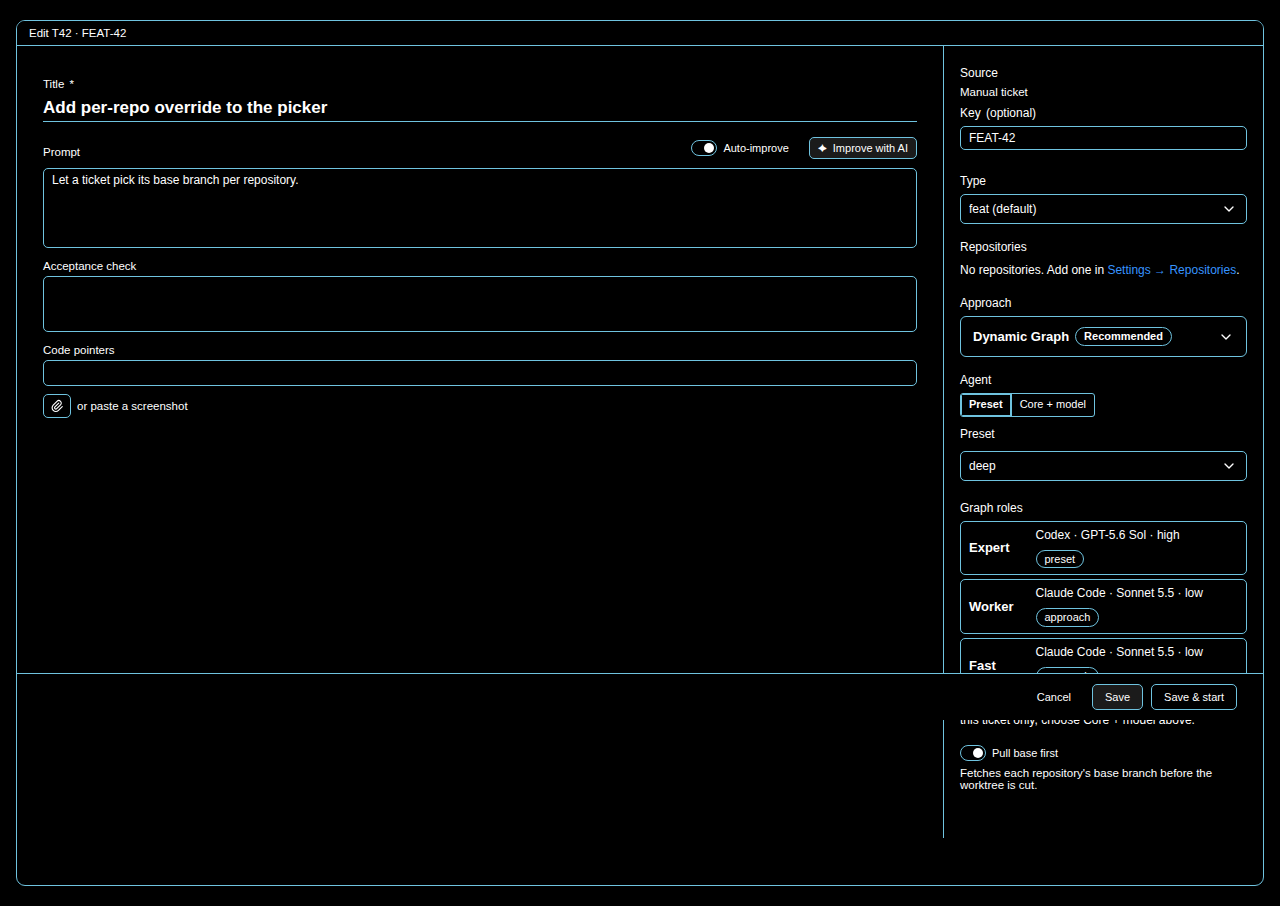 Edit T42 · FEAT-42
Title *
Add per-repo override to the picker
Prompt
Auto-improve
Improve with AI
Let a ticket pick its base branch per repository.
Acceptance check
Code pointers
or paste a screenshot
Source
Manual ticket
Key (optional)
FEAT-42
Type
feat (default)
Repositories
No repositories. Add one in Settings → Repositories.
Approach
Dynamic Graph Recommended
Agent
Preset Core + model
Preset
deep
Graph roles
Expert
Codex · GPT-5.6 Sol · high
preset
Worker
Claude Code · Sonnet 5.5 · low
approach
Fast
Claude Code · Sonnet 5.5 · low
Cancel
Save
Save & start
this ticket only, choose Core + model above.
Pull base first
Fetches each repository's base branch before the
worktree is cut.